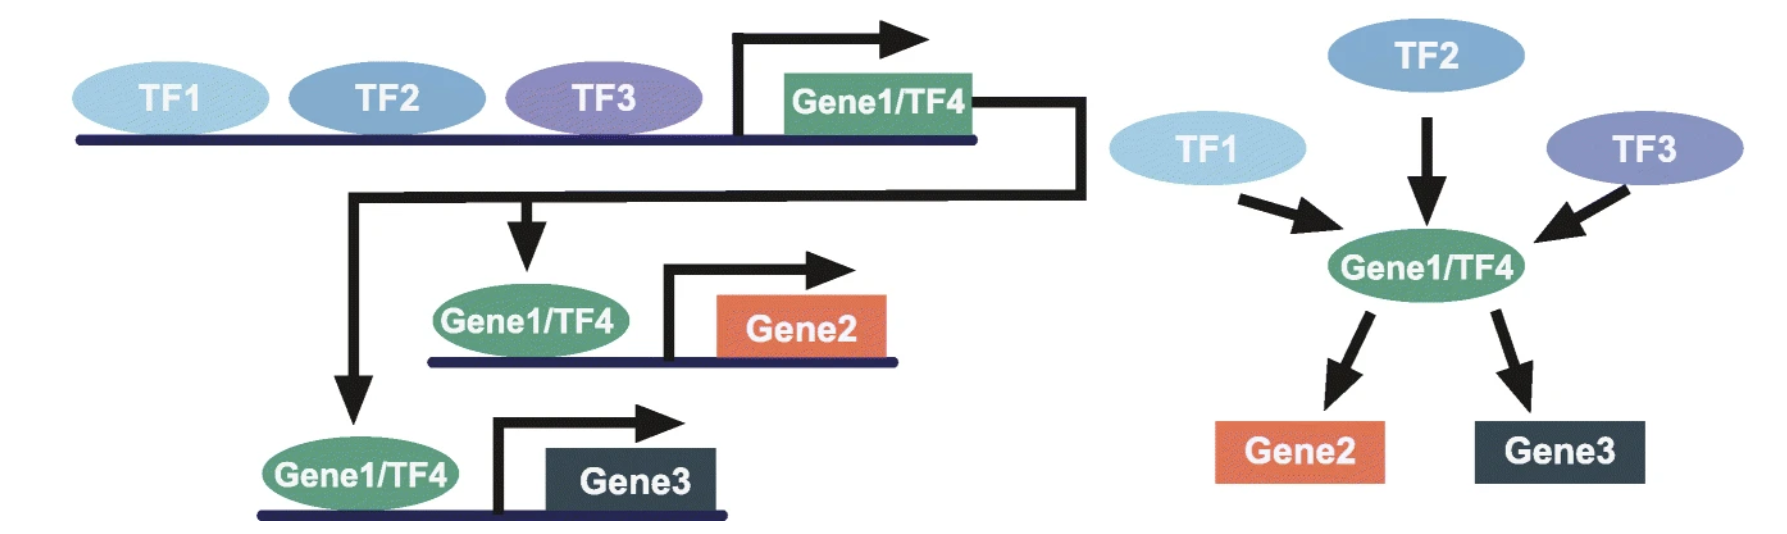 TF1
TF2
TF3
Gene1/TF4
Gene1/TF4
Gene2
Gene1/TF4
Gene3
TF2
TF1
TF3
Gene1/TF4
Gene2
Gene3